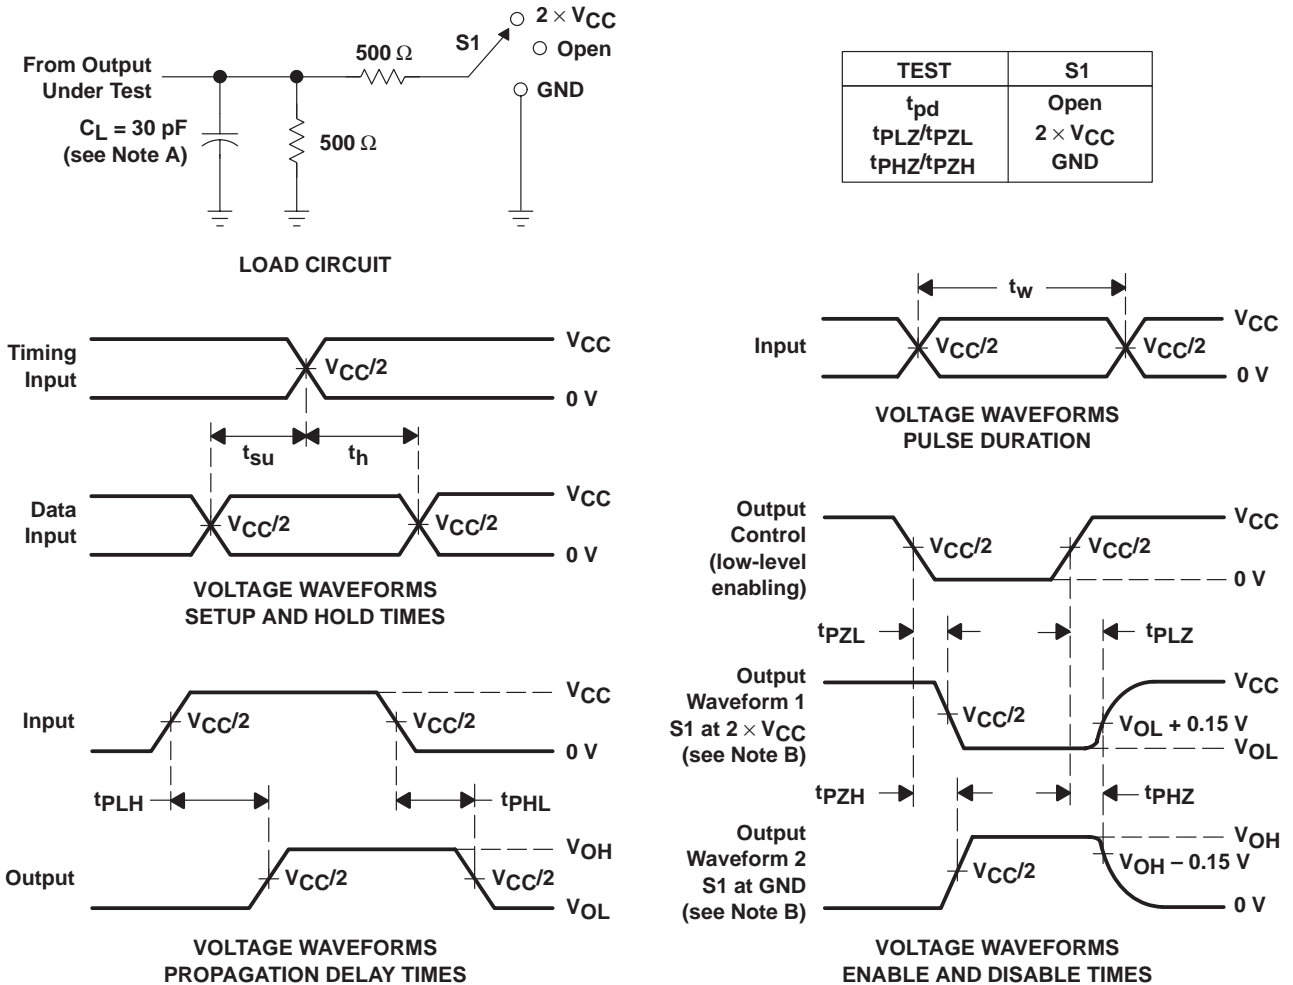 From Output
Under Test
CL = 30 pF
(see Note A)
500 Ω
500 Ω
S1
2 × VCC
Open
GND
LOAD CIRCUIT
TEST S1
tpd Open
tPLZ/tPZL 2 × VCC
tPHZ/tPZH GND
tw
Input
VCC/2
VCC/2
VCC
0 V
VOLTAGE WAVEFORMS
PULSE DURATION
Timing
Input
VCC/2
VCC
0 V
tsu
th
Data
Input
VCC/2
VCC/2
VCC
0 V
VOLTAGE WAVEFORMS
SETUP AND HOLD TIMES
Input
VCC/2
VCC/2
VCC
0 V
tPLH
tPHL
Output
VCC/2
VCC/2
VOH
VOL
VOLTAGE WAVEFORMS
PROPAGATION DELAY TIMES
Output
Control
(low-level
enabling)
VCC/2
VCC/2
VCC
0 V
tPZL
tPLZ
Output
Waveform 1
S1 at 2 × VCC
(see Note B)
VCC/2
VCC
VOL + 0.15 V
VOL
tPZH
tPHZ
Output
Waveform 2
S1 at GND
(see Note B)
VCC/2
VOH
VOH − 0.15 V
0 V
VOLTAGE WAVEFORMS
ENABLE AND DISABLE TIMES